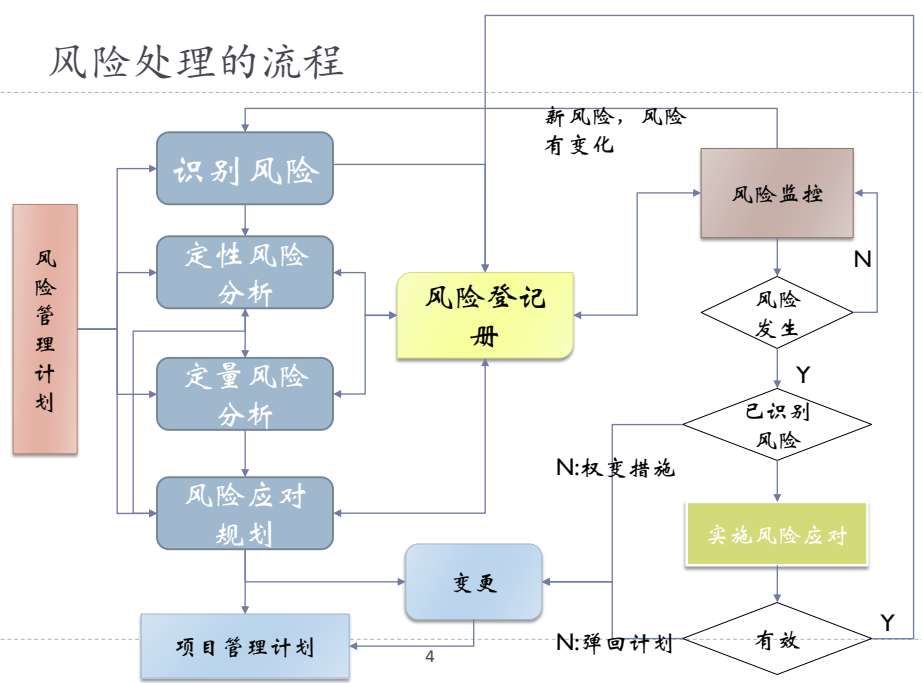 风险处理的流程
新风险，风险
有变化
识别风险
风险监控
定性风险
分析
N
风
险
管
理
计
划
风险登记
册
风险
发生
定量风险
分析
Y
已识别
风险
N:权变措施
风险应对
规划
实施风险应对
变更
项目管理计划
4
N:弹回计划
有效
Y